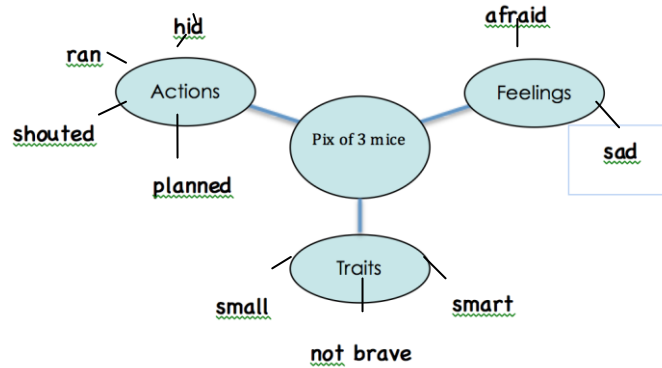 hid
afraid
ran
Actions
Feelings
shouted
Pix of 3 mice
sad
planned
Traits
small
smart
not brave